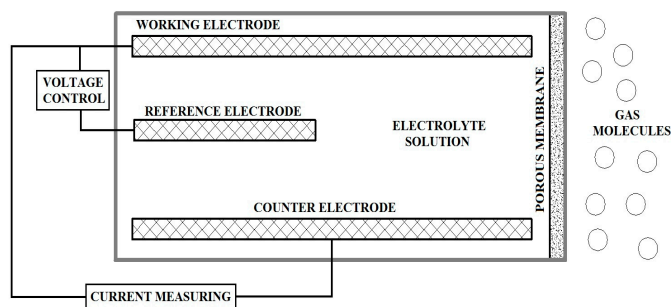 WORKING ELECTRODE
VOLTAGE
CONTROL
REFERENCE ELECTRODE
ELECTROLYTE
SOLUTION
POROUS MEMBRANE
GAS
MOLECULES
COUNTER ELECTRODE
CURRENT MEASURING